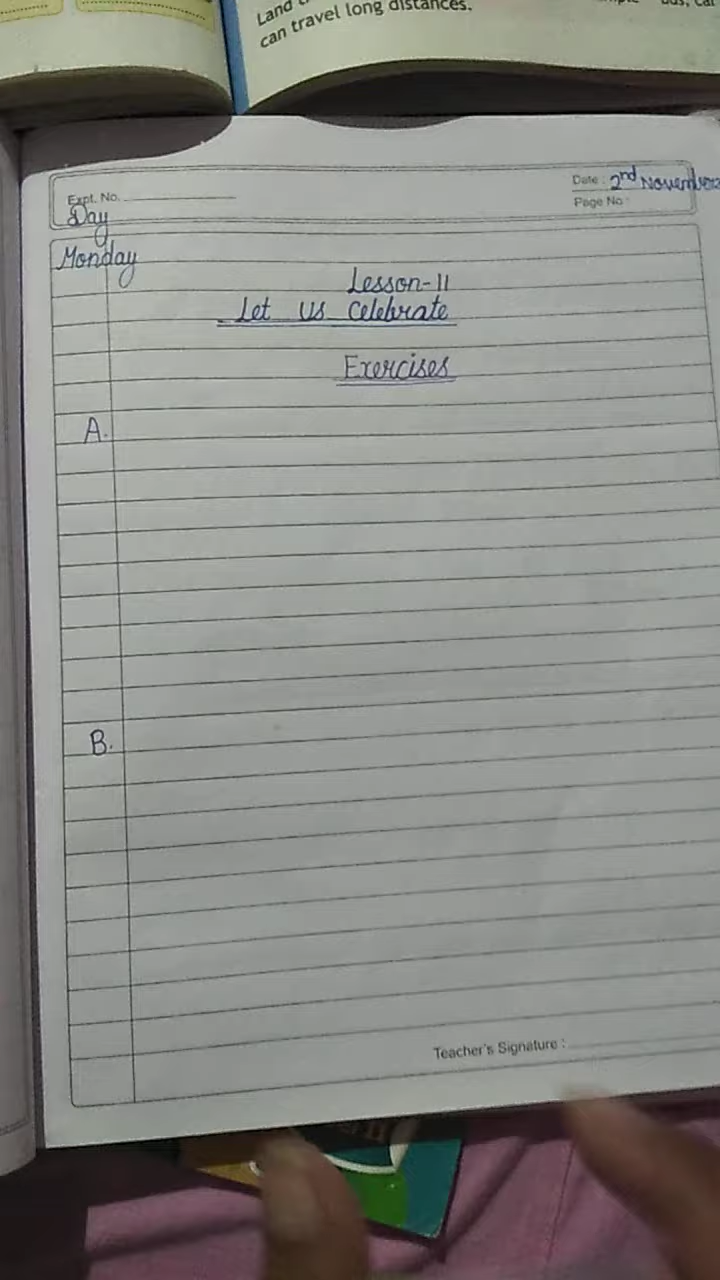 Land
can travel long distances.
Expt. No.
Date : 2nd November
Page No :
Day
Monday
Lesson-11
Let us Celebrate
Exercises
A.
B.
Teacher's Signature :